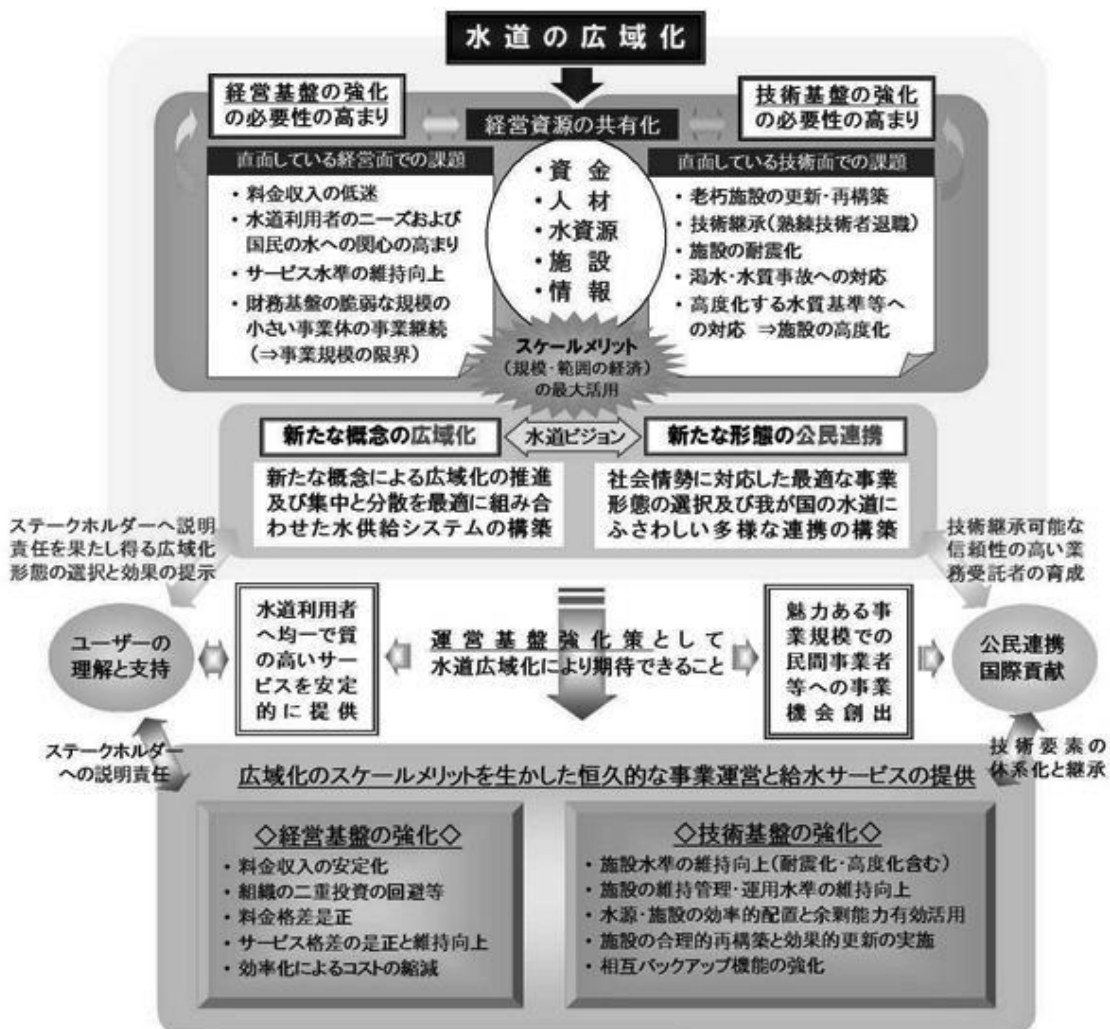 水道の広域化
経営基盤の強化
の必要性の高まり
経営資源の共有化
技術基盤の強化
の必要性の高まり
直面している経営面での課題
・料金収入の低迷
・水道利用者のニーズおよび
国民の水への関心の高まり
・サービス水準の維持向上
・財務基盤の脆弱な規模の
小さい事業体の事業継続
(⇒事業規模の限界)
・資金
・人材
・水資源
・施設
・情報
直面している技術面での課題
・老朽施設の更新・再構築
・技術継承(熟練技術者退職)
・施設の耐震化
・渇水・水質事故への対応
・高度化する水質基準等へ
の対応 ⇒施設の高度化
スケールメリット
(規模・範囲の経済)
の最大活用
新たな概念の広域化
水道ビジョン
新たな形態の公民連携
新たな概念による広域化の推進
及び集中と分散を最適に組み合
わせた水供給システムの構築
社会情勢に対応した最適な事業
形態の選択及び我が国の水道に
ふさわしい多様な連携の構築
ステークホルダーへ説明
責任を果たし得る広域化
形態の選択と効果の提示
技術継承可能な
信頼性の高い業
務受託者の育成
ユーザーの
理解と支持
水道利用者
へ均一で質
の高いサー
ビスを安定
的に提供
運営基盤強化策として
水道広域化により期待できること
魅力ある事
業規模での
民間事業者
等への事業
機会創出
公民連携
国際貢献
ステークホルダー
への説明責任
技術要素の
体系化と継承
広域化のスケールメリットを生かした恒久的な事業運営と給水サービスの提供
◇経営基盤の強化◇
・料金収入の安定化
・組織の二重投資の回避等
・料金格差是正
・サービス格差の是正と維持向上
・効率化によるコストの縮減
◇技術基盤の強化◇
・施設水準の維持向上(耐震化・高度化含む)
・施設の維持管理・運用水準の維持向上
・水源・施設の効率的配置と余剰能力有効活用
・施設の合理的再構築と効果的更新の実施
・相互バックアップ機能の強化